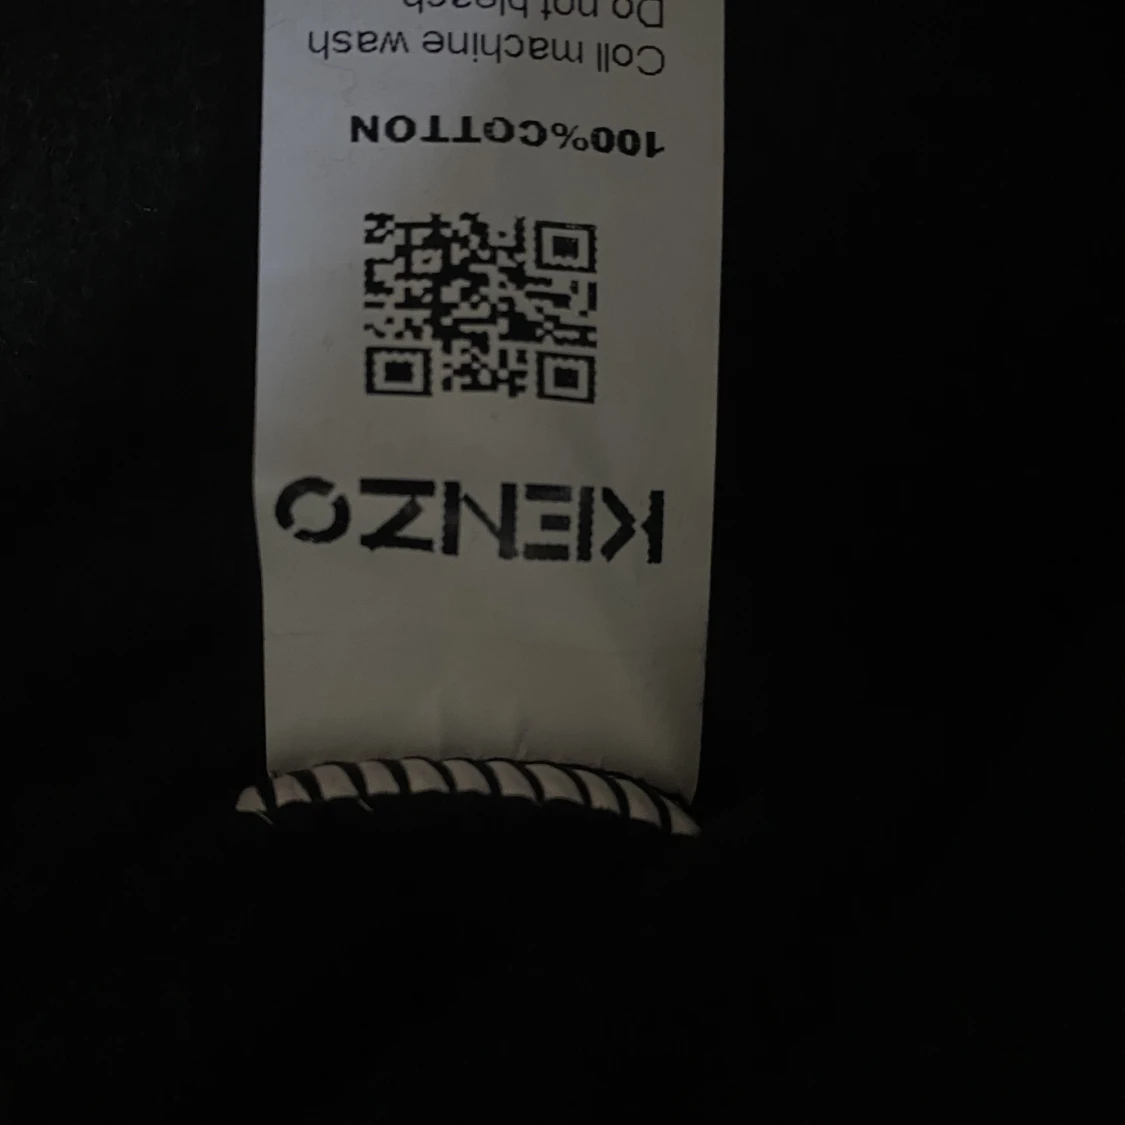 KENZO
100%COTTON
Coll machine wash
Do not bleach